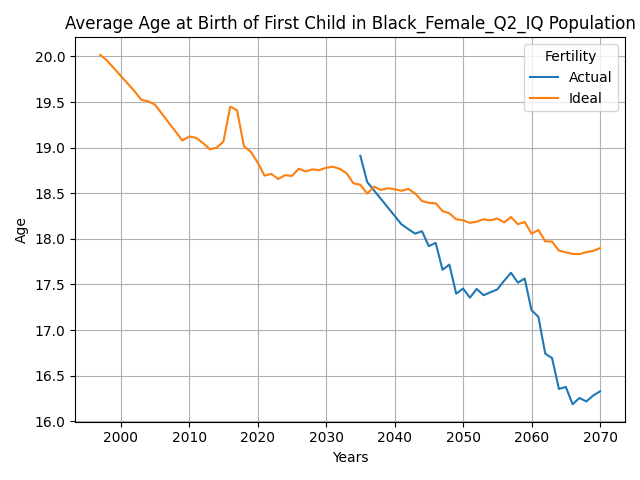 Average Age at Birth of First Child in Black_Female_Q2_IQ Population
Fertility
Actual
Ideal
Age
20.0
19.5
19.0
18.5
18.0
17.5
17.0
16.5
16.0
2000
2010
2020
2030
2040
2050
2060
2070
Years